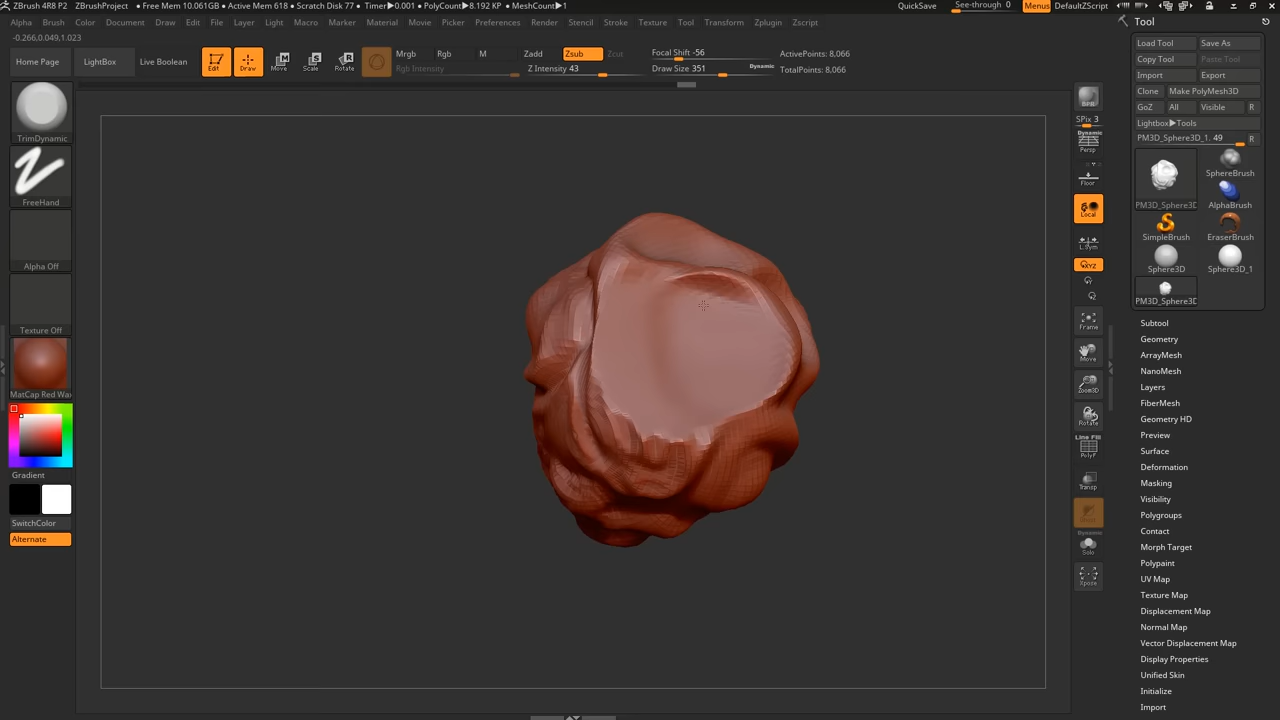 ZBrush 4R8 P2 ZBrushProject • Free Mem 10.061GB • Active Mem 618 • Scratch Disk 77 • Timer▶0.001 • PolyCount▶8.192 KP • MeshCount▶1 QuickSave See-through 0 Menus DefaultZScript
Alpha Brush Color Document Draw Edit File Layer Light Macro Marker Material Movie Picker Preferences Render Stencil Stroke Texture Tool Transform Zplugin Zscript
-0.266,0.049,1.023
Home Page LightBox Live Boolean Edit Draw Move Scale Rotate
Mrgb Rgb M Zadd Zsub Zcut Focal Shift -56 ActivePoints: 8,066
Rgb Intensity Z Intensity 43 Draw Size 351 Dynamic TotalPoints: 8,066
TrimDynamic
FreeHand
Alpha Off
Texture Off
MatCap Red Wa
Gradient
SwitchColor
Alternate
BPR
SPix 3
Dynamic
Persp
Floor
Local
L.Sym
XYZ
Frame
Move
Zoom3D
Rotate
Line Fill
PolyF
Transp
Dynamic
Solo
Xpose
Tool
Load Tool Save As
Copy Tool Paste Tool
Import Export
Clone Make PolyMesh3D
GoZ All Visible R
Lightbox▶Tools
PM3D_Sphere3D_1. 49 R
SphereBrush
PM3D_Sphere3D AlphaBrush
SimpleBrush EraserBrush
Sphere3D Sphere3D_1
PM3D_Sphere3D
Subtool
Geometry
ArrayMesh
NanoMesh
Layers
FiberMesh
Geometry HD
Preview
Surface
Deformation
Masking
Visibility
Polygroups
Contact
Morph Target
Polypaint
UV Map
Texture Map
Displacement Map
Normal Map
Vector Displacement Map
Display Properties
Unified Skin
Initialize
Import